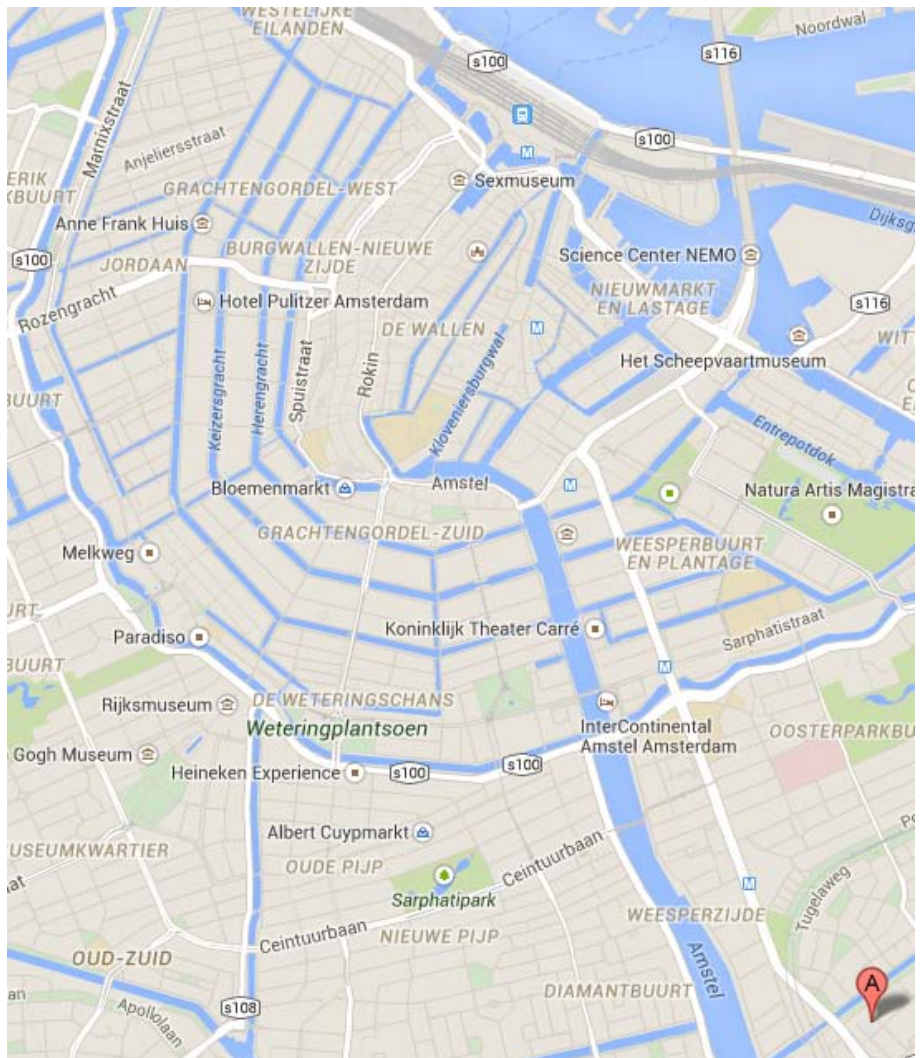 WESTELIJKE
EILANDEN
Noordwal
s116
s100
Marnixstraat
Anjeliersstraat
s100
M
ERIK
KBUURT
GRACHTENGORDEL-WEST
Sexmuseum
Anne Frank Huis
BURGWALLEN-NIEUWE
ZIJDE
Dijksg
s100
JORDAAN
Science Center NEMO
Rozengracht
Hotel Pulitzer Amsterdam
NIEUWMARKT
EN LASTAGE
s116
DE WALLEN
M
WIT
Het Scheepvaartmuseum
Keizersgracht
Herengracht
Spuistraat
Rokin
Kloveniersburgwal
BUURT
Entrepotdok
Bloemenmarkt
Amstel
M
Natura Artis Magistra
GRACHTENGORDEL-ZUID
WEESPERBUURT
EN PLANTAGE
Melkweg
Paradiso
Koninklijk Theater Carré
Sarphatistraat
BUURT
M
Rijksmuseum
DE WETERINGSCHANS
Weteringplantsoen
InterContinental
Amstel Amsterdam
OOSTERPARKBU
Gogh Museum
Heineken Experience
s100
s100
Albert Cuypmarkt
USEUMKWARTIER
OUDE PIJP
Ceintuurbaan
Tugelaweg
M
Sarphatipark
WEESPERZIJDE
Ceintuurbaan
NIEUWE PIJP
OUD-ZUID
Amstel
A
DIAMANTBUURT
s108
Apollolaan